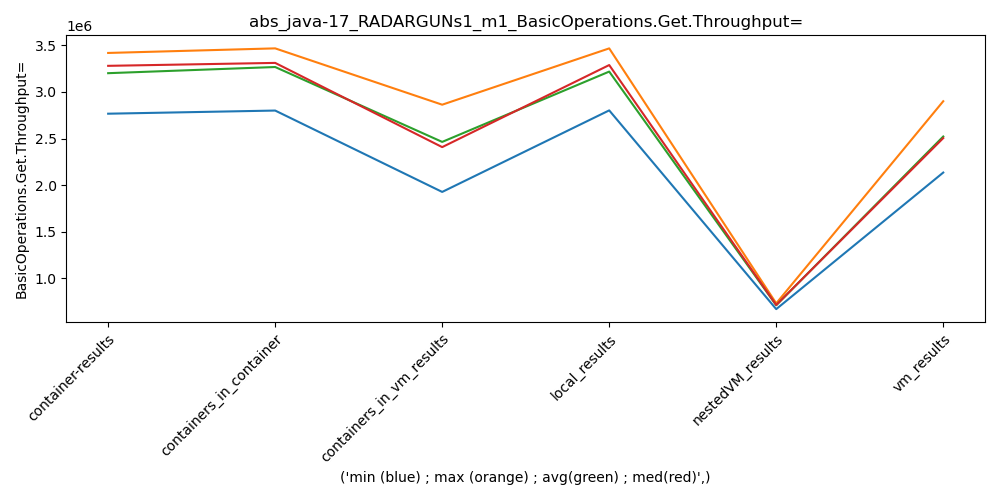 abs_java-17_RADARGUNs1_m1_BasicOperations.Get.Throughput=
1e6
3.5
3.0
2.5
2.0
1.5
1.0
BasicOperations.Get.Throughput=
container-results
containers_in_container
containers_in_vm_results
local_results
nestedVM_results
vm_results
('min (blue) ; max (orange) ; avg(green) ; med(red)',)